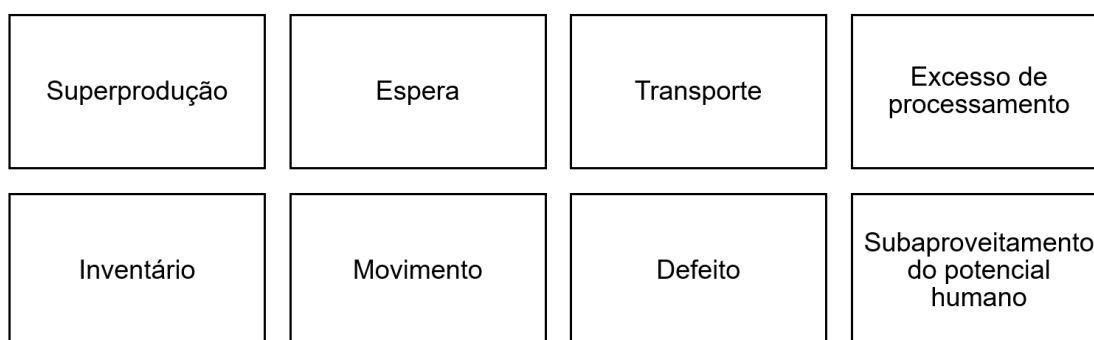 Superprodução
Espera
Transporte
Excesso de
processamento
Inventário
Movimento
Defeito
Subaproveitamento
do potencial
humano